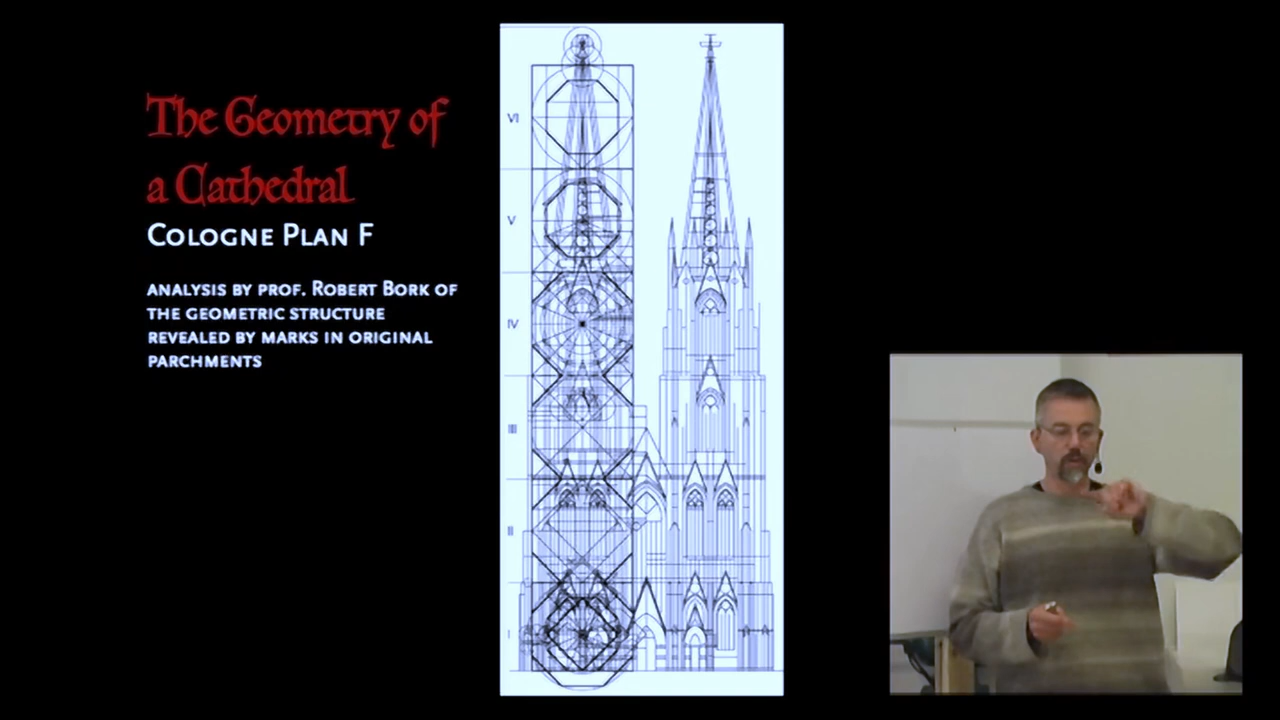 The Geometry of
a Cathedral
Cologne Plan F
analysis by prof. Robert Bork of
the geometric structure
revealed by marks in original
parchments
VI
V
IV
III
II
I